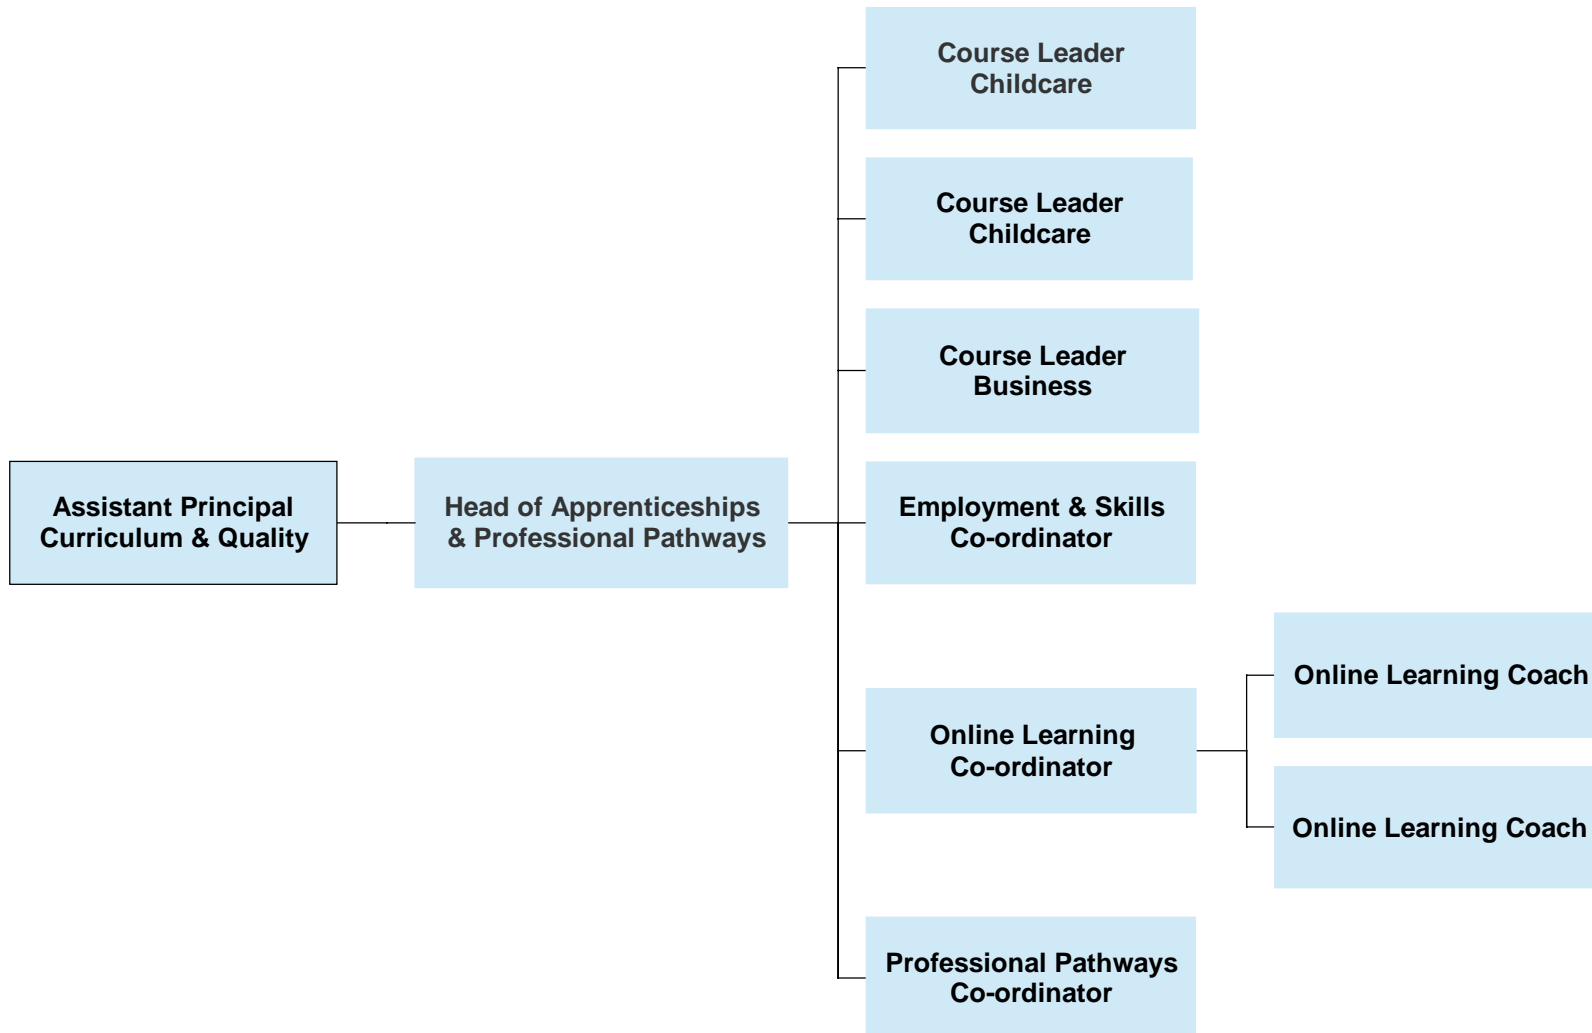 Course Leader
Childcare
Course Leader
Childcare
Course Leader
Business
Assistant Principal
Curriculum & Quality
Head of Apprenticeships
& Professional Pathways
Employment & Skills
Co-ordinator
Online Learning
Co-ordinator
Online Learning Coach
Online Learning Coach
Professional Pathways
Co-ordinator